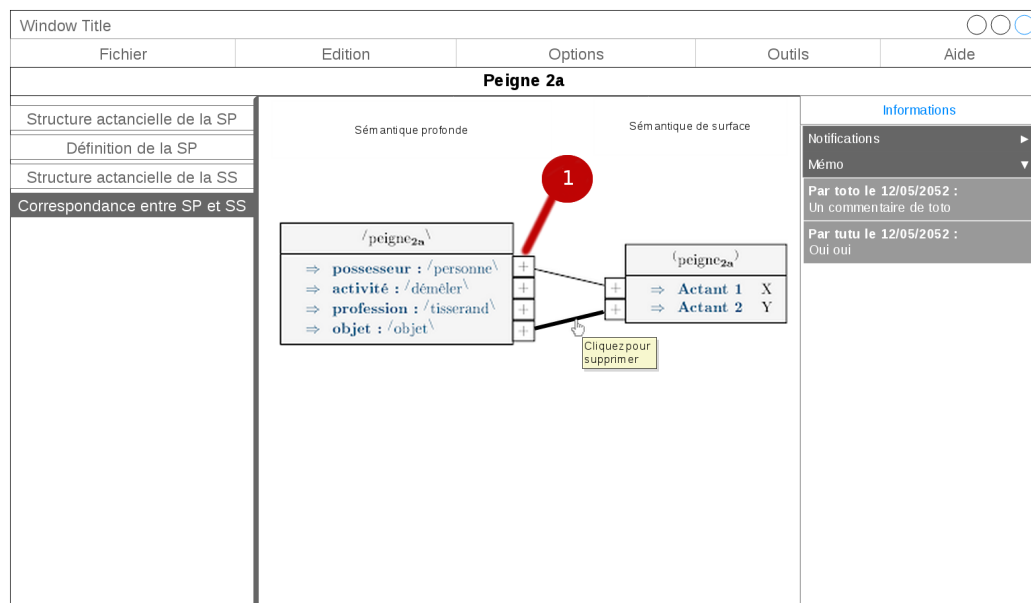 Window Title
Fichier Edition Options Outils Aide
Peigne 2a
Structure actancielle de la SP
Définition de la SP
Structure actancielle de la SS
Correspondance entre SP et SS
Sémantique profonde
Sémantique de surface
1
/peigne2a\
⇒ possesseur : /personne\ +
⇒ activité : /démêler\ +
⇒ profession : /tisserand\ +
⇒ objet : /objet\ +
(peigne2a)
+ ⇒ Actant 1 X
+ ⇒ Actant 2 Y
Cliquez pour
supprimer
Informations
Notifications ▶
Mémo ▼
Par toto le 12/05/2052 :
Un commentaire de toto
Par tutu le 12/05/2052 :
Oui oui